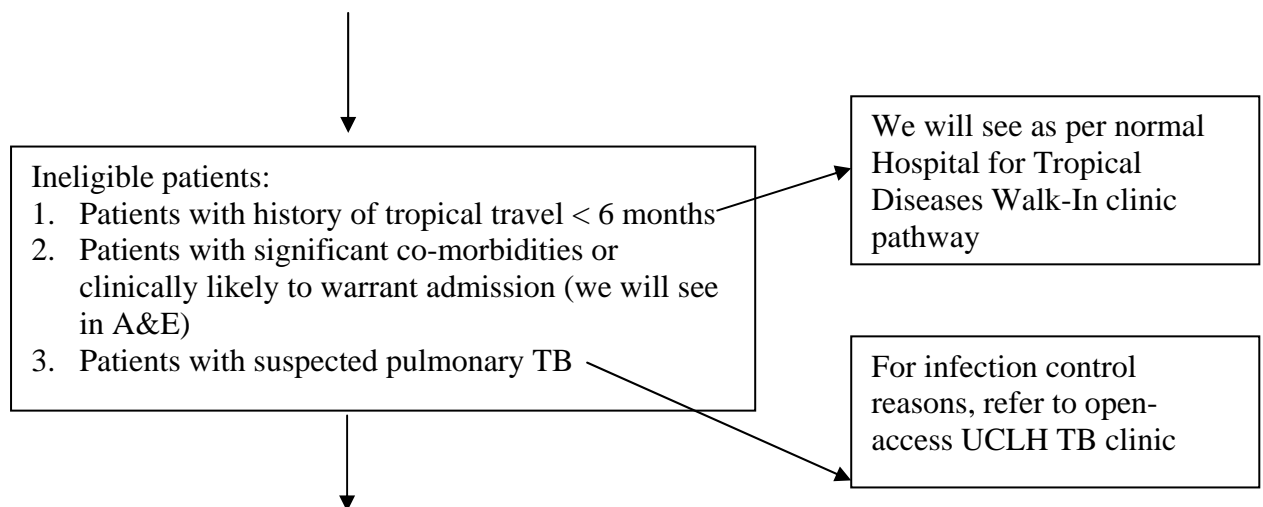 Ineligible patients:
1. Patients with history of tropical travel < 6 months
2. Patients with significant co-morbidities or
clinically likely to warrant admission (we will see
in A&E)
3. Patients with suspected pulmonary TB
We will see as per normal
Hospital for Tropical
Diseases Walk-In clinic
pathway
For infection control
reasons, refer to open-
access UCLH TB clinic